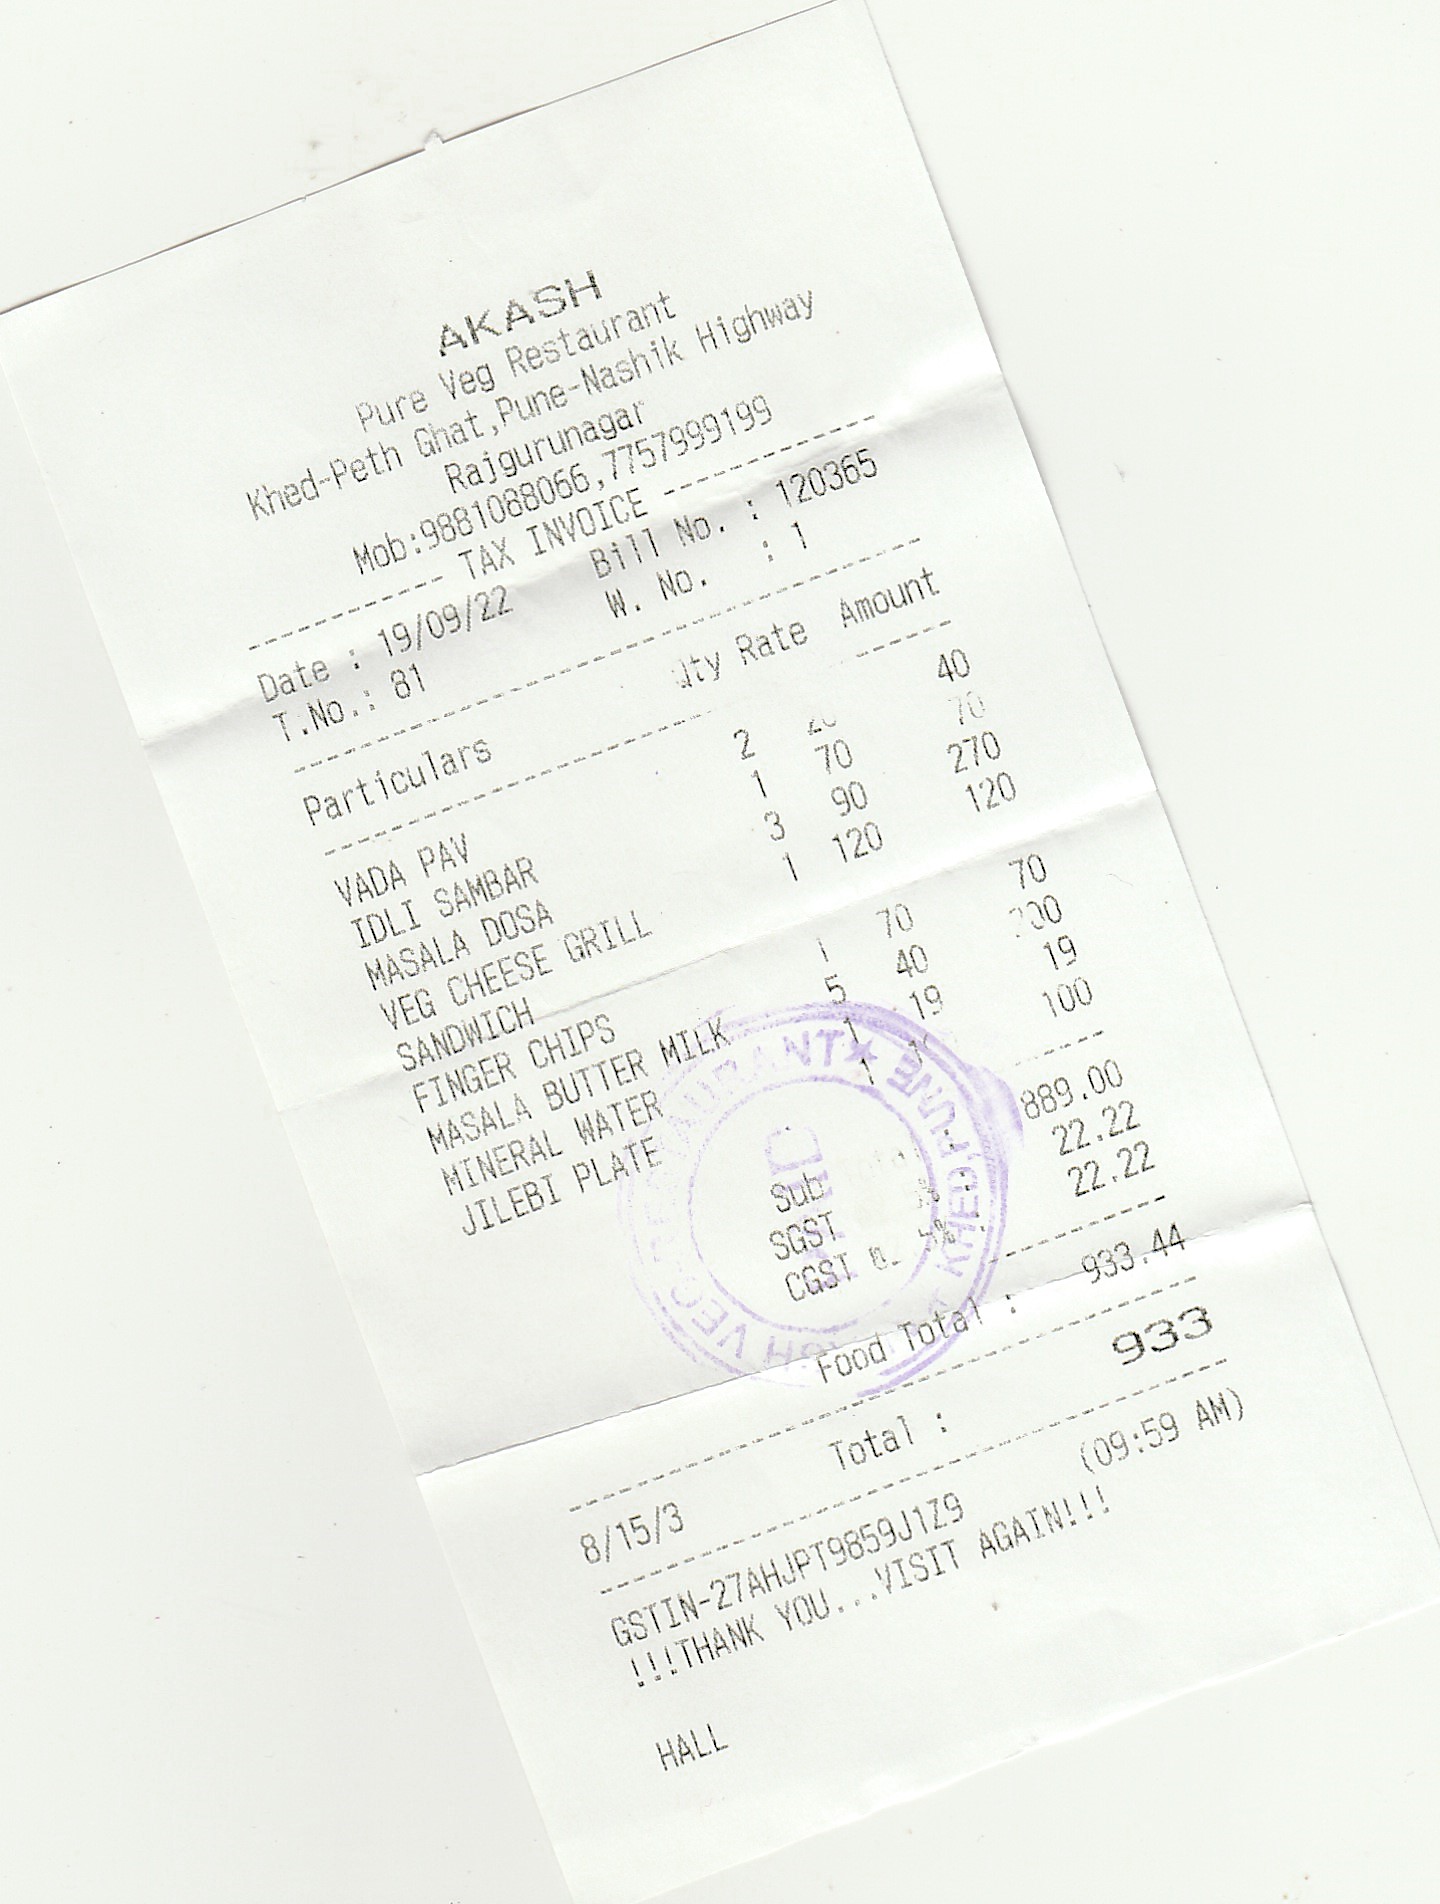 AKASH
Pure Veg Restaurant
Khed-Peth Ghat,Pune-Nashik Highway
Rajgurunagar
Mob:9881088066,7757999199
---------- TAX INVOICE -----------
Date : 19/09/22 Bill No. : 120365
T.No.: 81 W. No. : 1
Particulars Qty Rate Amount
VADA PAV 2 40
IDLI SAMBAR 1 70 70
MASALA DOSA 3 90 270
VEG CHEESE GRILL 1 120 120
SANDWICH
FINGER CHIPS 1 70 70
MASALA BUTTER MILK 5 40
MINERAL WATER 1 19 19
JILEBI PLATE 1 100
Sub : 889.00
SGST %: 22.22
CGST %: 22.22
Food Total : 933.44
Total : 933
8/15/3 (09:59 AM)
GSTIN-27AHJPT9859J1Z9
!!!THANK YOU...VISIT AGAIN!!!
HALL